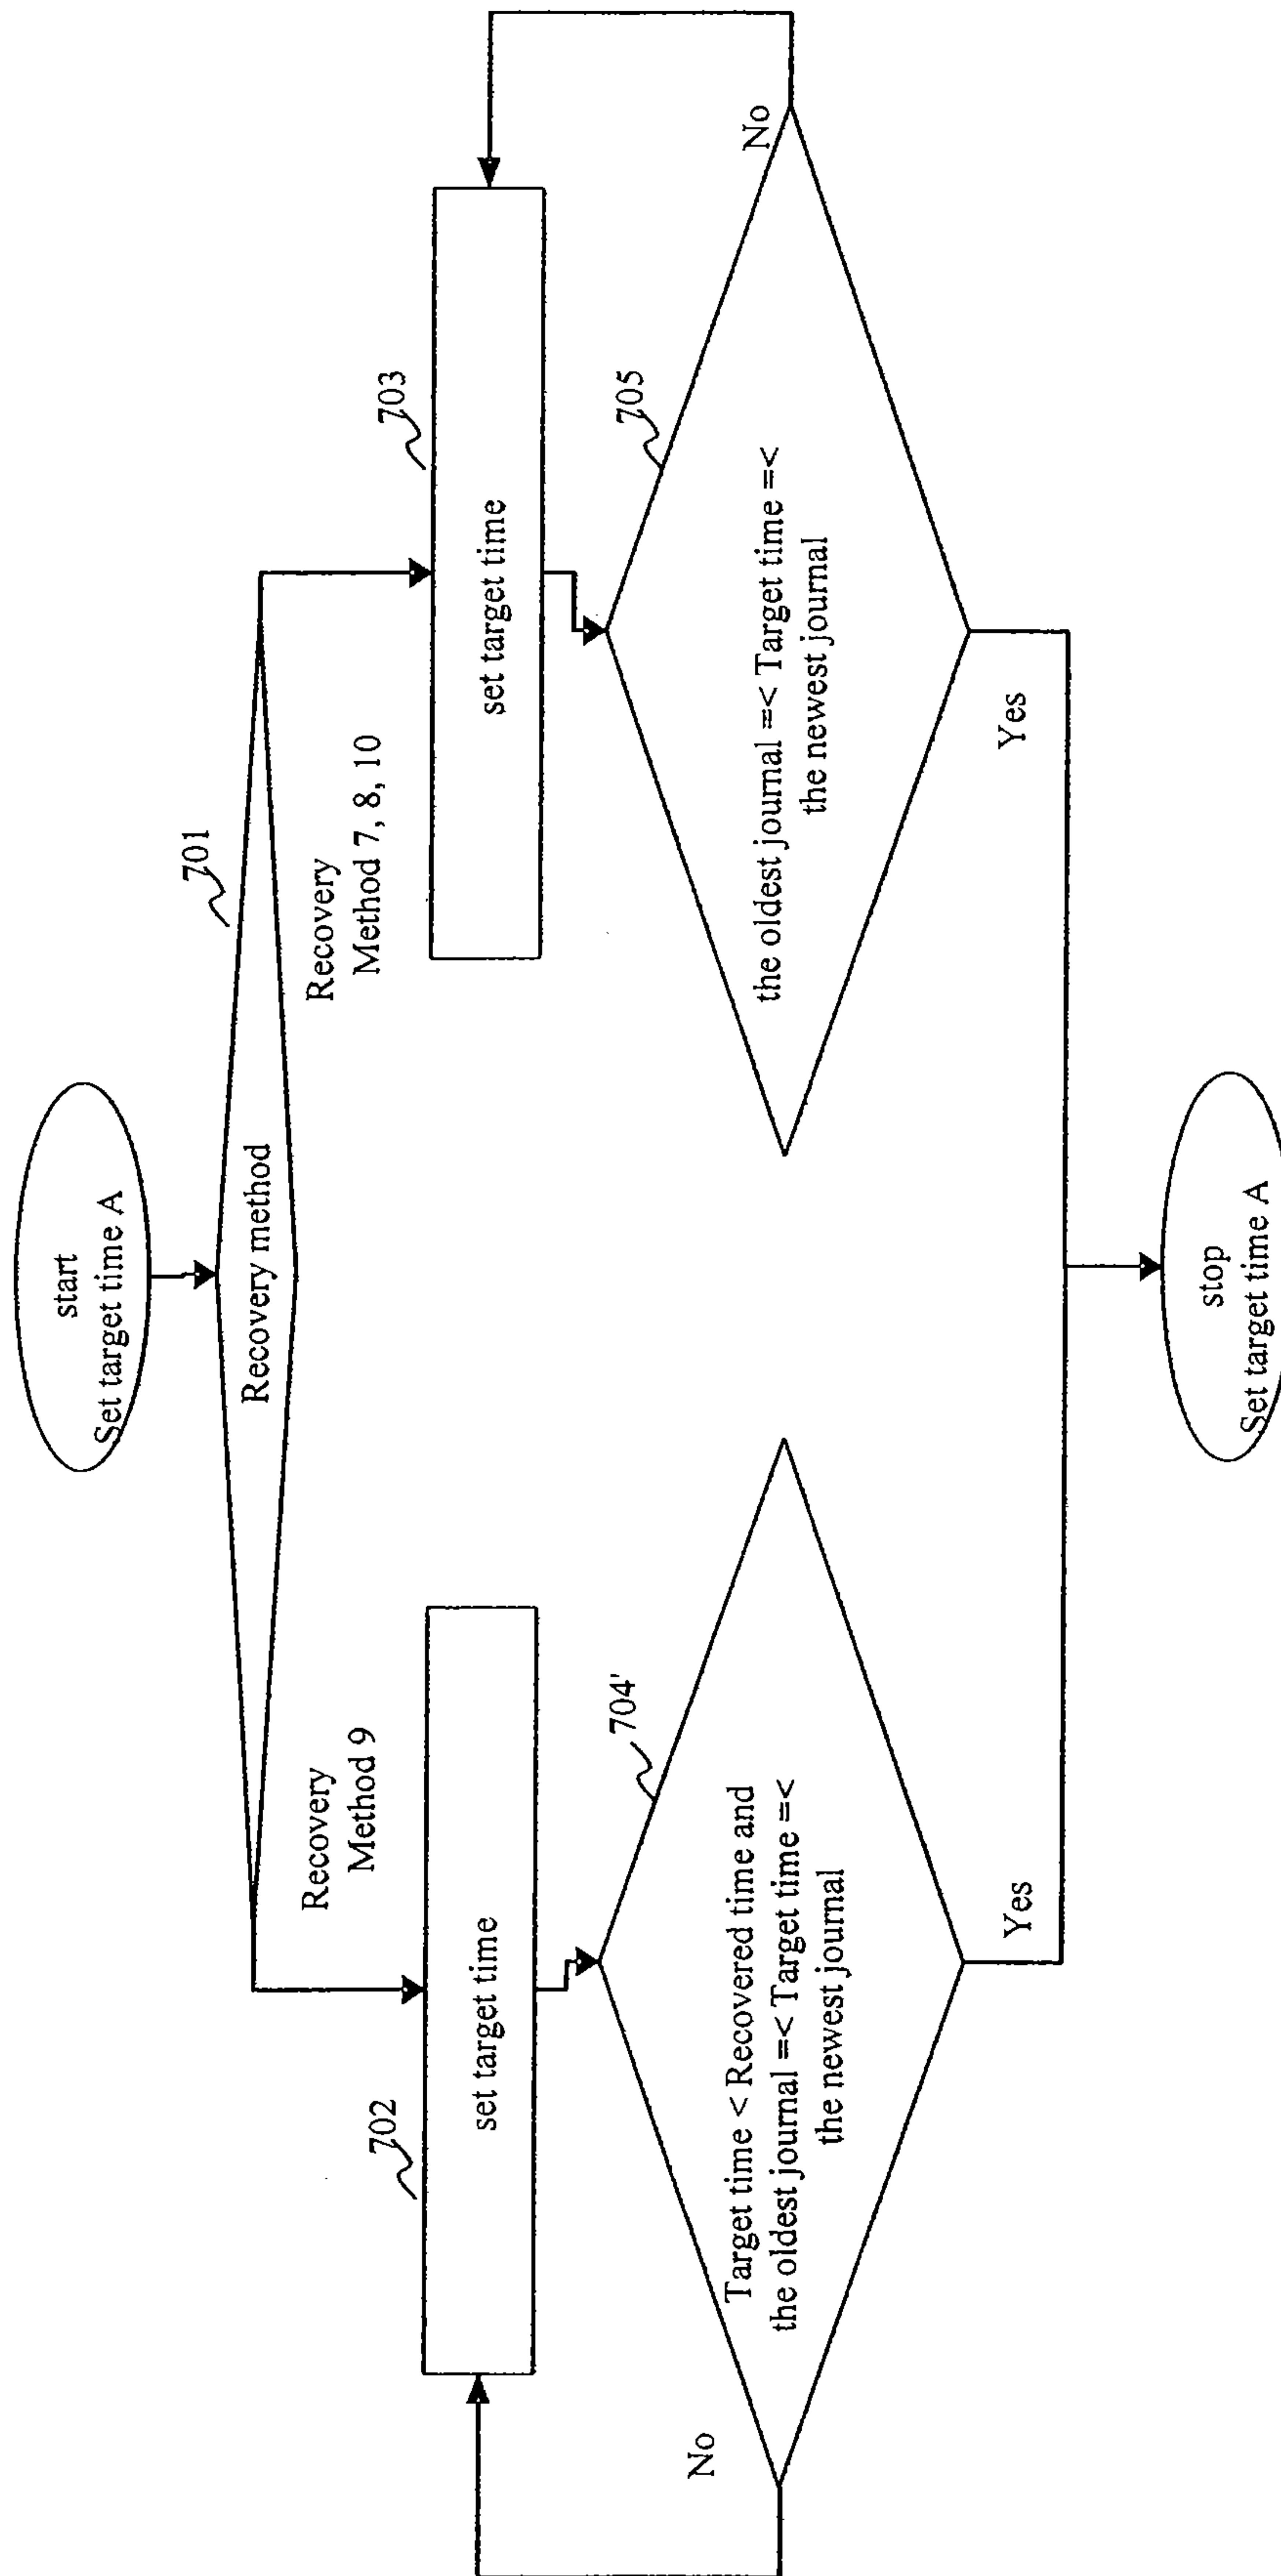 start
Set target time A
Recovery method
701
Recovery
Method 9
Recovery
Method 7, 8, 10
702
set target time
703
set target time
704'
Target time < Recovered time and
the oldest journal =< Target time =<
the newest journal
No
Yes
705
the oldest journal =< Target time =<
the newest journal
No
Yes
stop
Set target time A